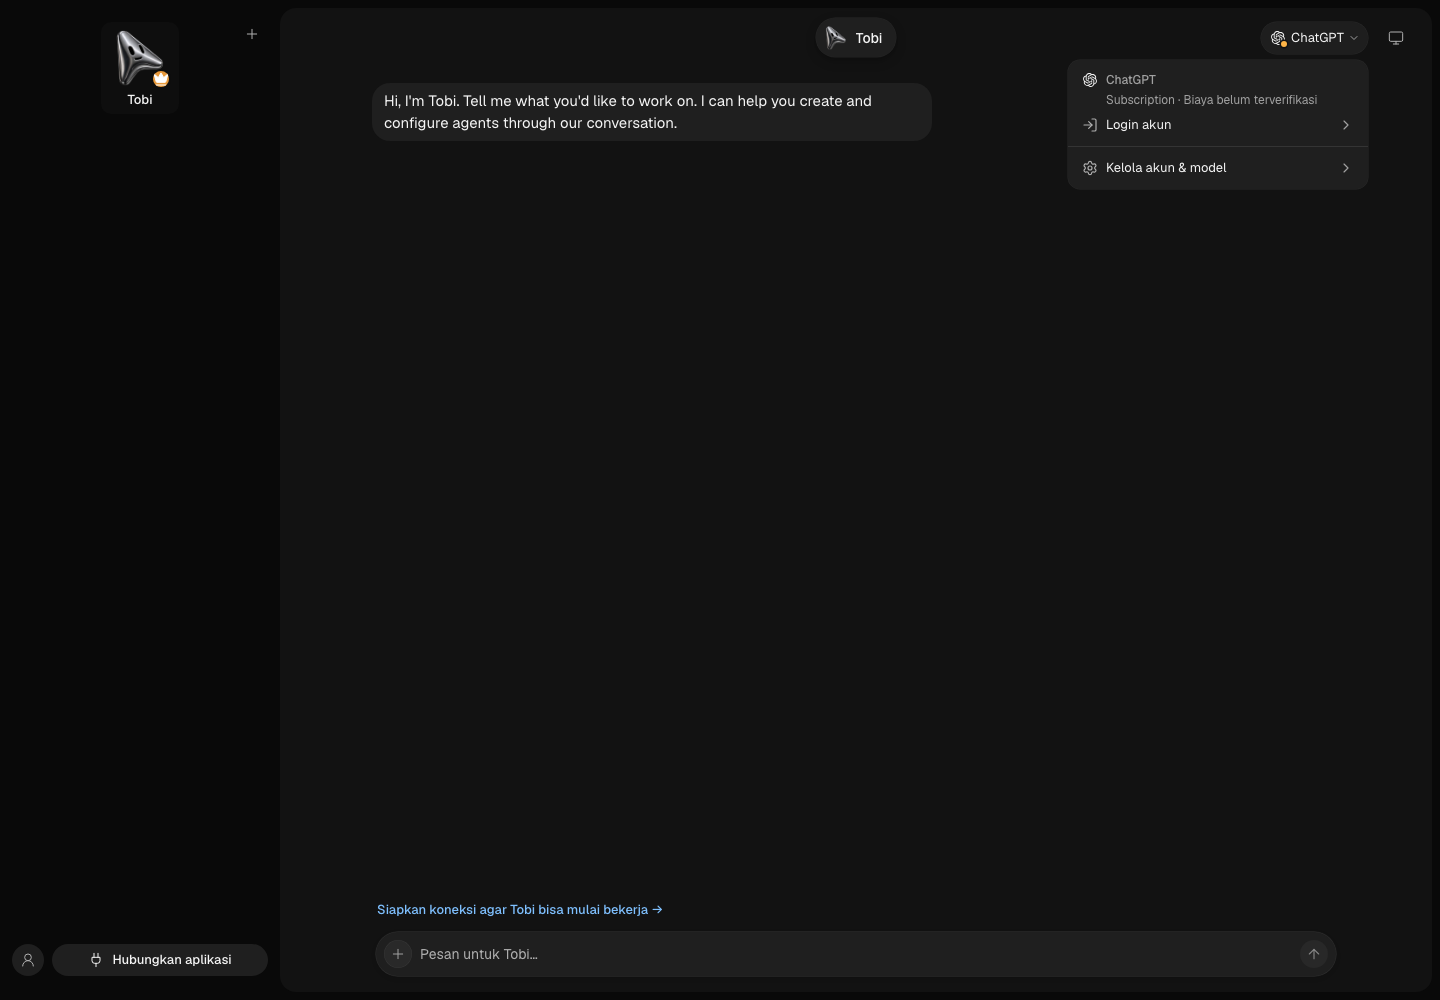 Tobi
Tobi
ChatGPT
ChatGPT
Subscription · Biaya belum terverifikasi
Login akun
Kelola akun & model
Hi, I'm Tobi. Tell me what you'd like to work on. I can help you create and
configure agents through our conversation.
Siapkan koneksi agar Tobi bisa mulai bekerja →
Pesan untuk Tobi…
Hubungkan aplikasi